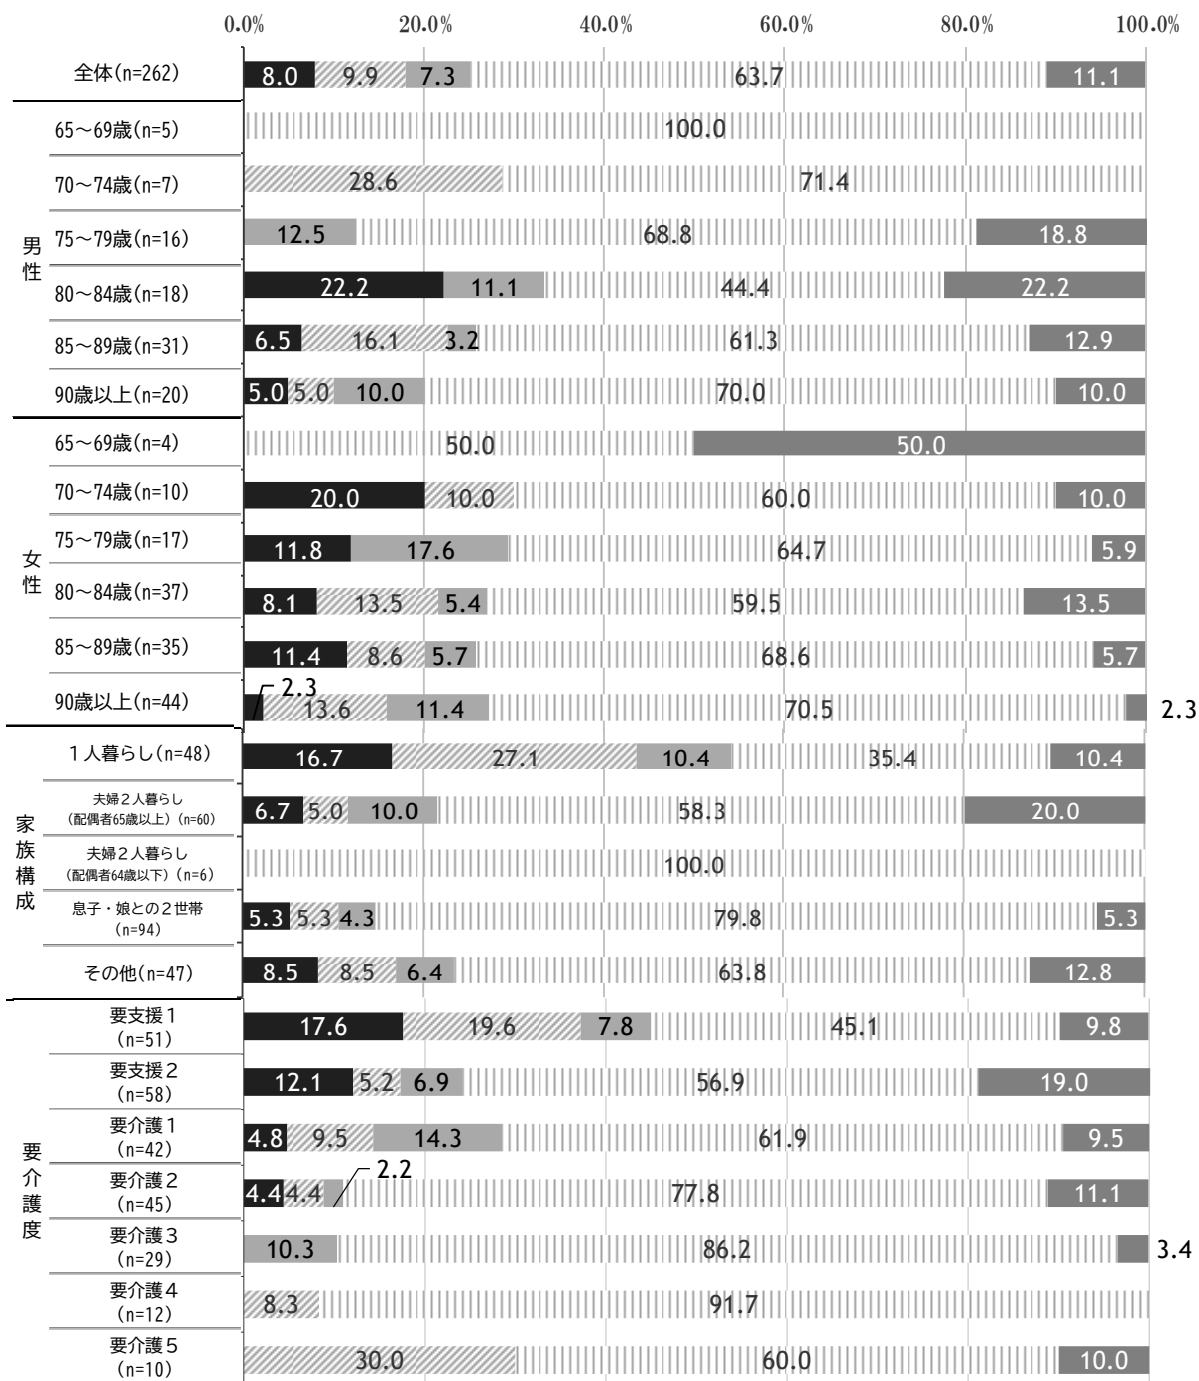 0.0% 20.0% 40.0% 60.0% 80.0% 100.0%
全体(n=262) 8.0 9.9 7.3 63.7 11.1
男性
65～69歳(n=5) 100.0
70～74歳(n=7) 28.6 71.4
75～79歳(n=16) 12.5 68.8 18.8
80～84歳(n=18) 22.2 11.1 44.4 22.2
85～89歳(n=31) 6.5 16.1 3.2 61.3 12.9
90歳以上(n=20) 5.0 5.0 10.0 70.0 10.0
女性
65～69歳(n=4) 50.0 50.0
70～74歳(n=10) 20.0 10.0 60.0 10.0
75～79歳(n=17) 11.8 17.6 64.7 5.9
80～84歳(n=37) 8.1 13.5 5.4 59.5 13.5
85～89歳(n=35) 11.4 8.6 5.7 68.6 5.7
90歳以上(n=44) 2.3 13.6 11.4 70.5 2.3
家族構成
１人暮らし(n=48) 16.7 27.1 10.4 35.4 10.4
夫婦２人暮らし
（配偶者65歳以上）(n=60) 6.7 5.0 10.0 58.3 20.0
夫婦２人暮らし
（配偶者64歳以下）(n=6) 100.0
息子・娘との２世帯
(n=94) 5.3 5.3 4.3 79.8 5.3
その他(n=47) 8.5 8.5 6.4 63.8 12.8
要介護度
要支援１
(n=51) 17.6 19.6 7.8 45.1 9.8
要支援２
(n=58) 12.1 5.2 6.9 56.9 19.0
要介護１
(n=42) 4.8 9.5 14.3 61.9 9.5
要介護２
(n=45) 4.4 4.4 2.2 77.8 11.1
要介護３
(n=29) 10.3 86.2 3.4
要介護４
(n=12) 8.3 91.7
要介護５
(n=10) 30.0 60.0 10.0